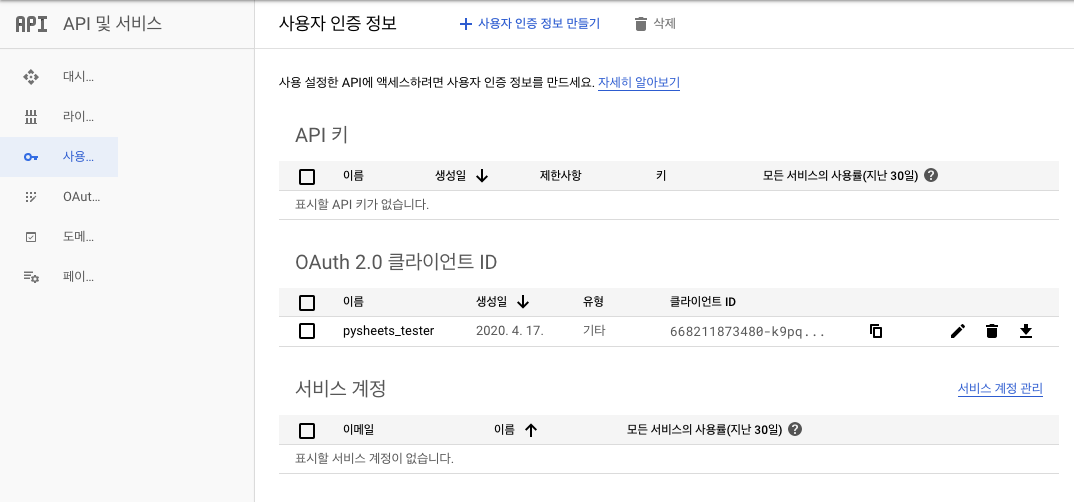 API API 및 서비스
사용자 인증 정보
사용자 인증 정보 만들기
삭제
대시...
라이...
사용...
OAut...
도메...
페이...
사용 설정한 API에 액세스하려면 사용자 인증 정보를 만드세요. 자세히 알아보기
API 키
이름 생성일 제한사항 키 모든 서비스의 사용률(지난 30일)
표시할 API 키가 없습니다.
OAuth 2.0 클라이언트 ID
이름 생성일 유형 클라이언트 ID
pysheets_tester 2020. 4. 17. 기타 668211873480-k9pq...
서비스 계정 서비스 계정 관리
이메일 이름 모든 서비스의 사용률(지난 30일)
표시할 서비스 계정이 없습니다.